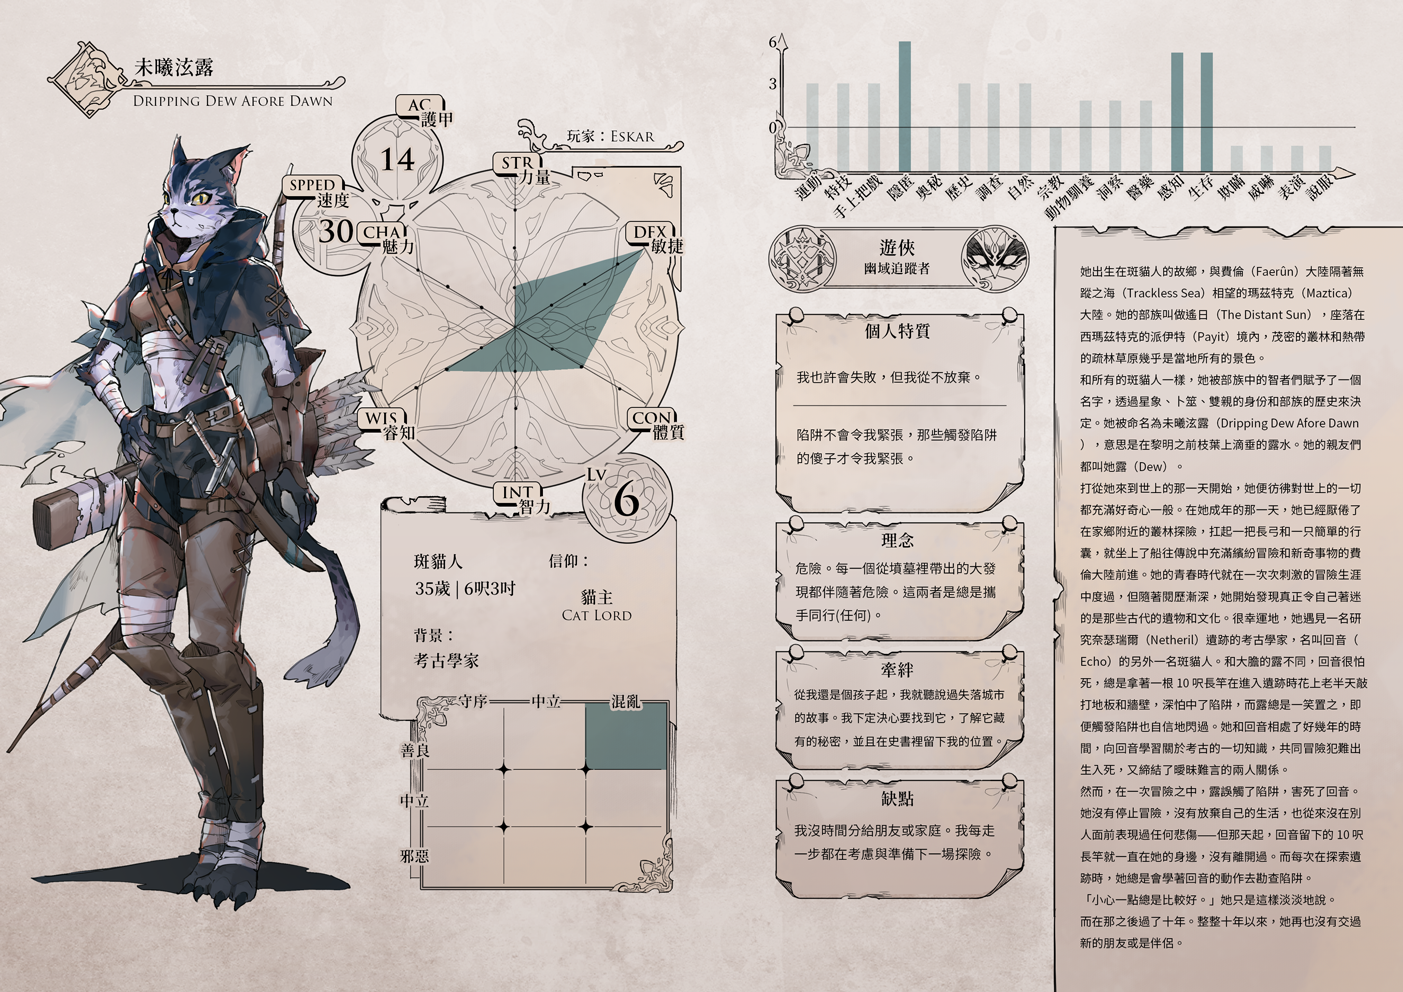 未曦泫露
DRIPPING DEW AFORE DAWN
玩家：ESKAR
AC
護甲
14
SPPED
速度
30
STR
力量
DEX
敏捷
CON
體質
INT
智力
WIS
睿知
CHA
魅力
LV
6
斑貓人
35歲 | 6呎3吋
背景：
考古學家
信仰：
貓主
CAT LORD
守序
中立
混亂
善良
中立
邪惡
6
3
0
運動
特技
手上把戲
隱匿
奧秘
歷史
調查
自然
宗教
動物馴養
洞察
醫藥
感知
生存
欺瞞
威嚇
表演
說服
遊俠
幽域追蹤者
個人特質
我也許會失敗，但我從不放棄。
陷阱不會令我緊張，那些觸發陷阱
的傻子才令我緊張。
理念
危險。每一個從墳墓裡帶出的大發
現都伴隨著危險。這兩者是總是攜
手同行(任何)。
牽絆
從我還是個孩子起，我就聽說過失落城市
的故事。我下定決心要找到它，了解它藏
有的秘密，並且在史書裡留下我的位置。
缺點
我沒時間分給朋友或家庭。我每走
一步都在考慮與準備下一場探險。
她出生在斑貓人的故鄉，與費倫（Faerûn）大陸隔著無
蹤之海（Trackless Sea）相望的瑪茲特克（Maztica）
大陸。她的部族叫做遙日（The Distant Sun），座落在
西瑪茲特克的派伊特（Payit）境內，茂密的叢林和熱帶
的疏林草原幾乎是當地所有的景色。
和所有的斑貓人一樣，她被部族中的智者們賦予了一個
名字，透過星象、卜筮、雙親的身份和部族的歷史來決
定。她被命名為未曦泫露（Dripping Dew Afore Dawn
），意思是在黎明之前枝葉上滴垂的露水。她的親友們
都叫她露（Dew）。
打從她來到世上的那一天開始，她便彷彿對世上的一切
都充滿好奇心一般。在她成年的那一天，她已經厭倦了
在家鄉附近的叢林探險，扛起一把長弓和一只簡單的行
囊，就坐上了船往傳說中充滿繽紛冒險和新奇事物的費
倫大陸前進。她的青春時代就在一次次刺激的冒險生涯
中度過，但隨著閱歷漸深，她開始發現真正令自己著迷
的是那些古代的遺物和文化。很幸運地，她遇見一名研
究奈瑟瑞爾（Netheril）遺跡的考古學家，名叫回音（
Echo）的另外一名斑貓人。和大膽的露不同，回音很怕
死，總是拿著一根 10 呎長竿在進入遺跡時花上老半天敲
打地板和牆壁，深怕中了陷阱，而露總是一笑置之，即
便觸發陷阱也自信地閃過。她和回音相處了好幾年的時
間，向回音學習關於考古的一切知識，共同冒險犯難出
生入死，又締結了曖昧難言的兩人關係。
然而，在一次冒險之中，露誤觸了陷阱，害死了回音。
她沒有停止冒險，沒有放棄自己的生活，也從來沒在別
人面前表現過任何悲傷——但那天起，回音留下的 10 呎
長竿就一直在她的身邊，沒有離開過。而每次在探索遺
跡時，她總是會學著回音的動作去勘查陷阱。
「小心一點總是比較好。」她只是這樣淡淡地說。
而在那之後過了十年。整整十年以來，她再也沒有交過
新的朋友或是伴侶。